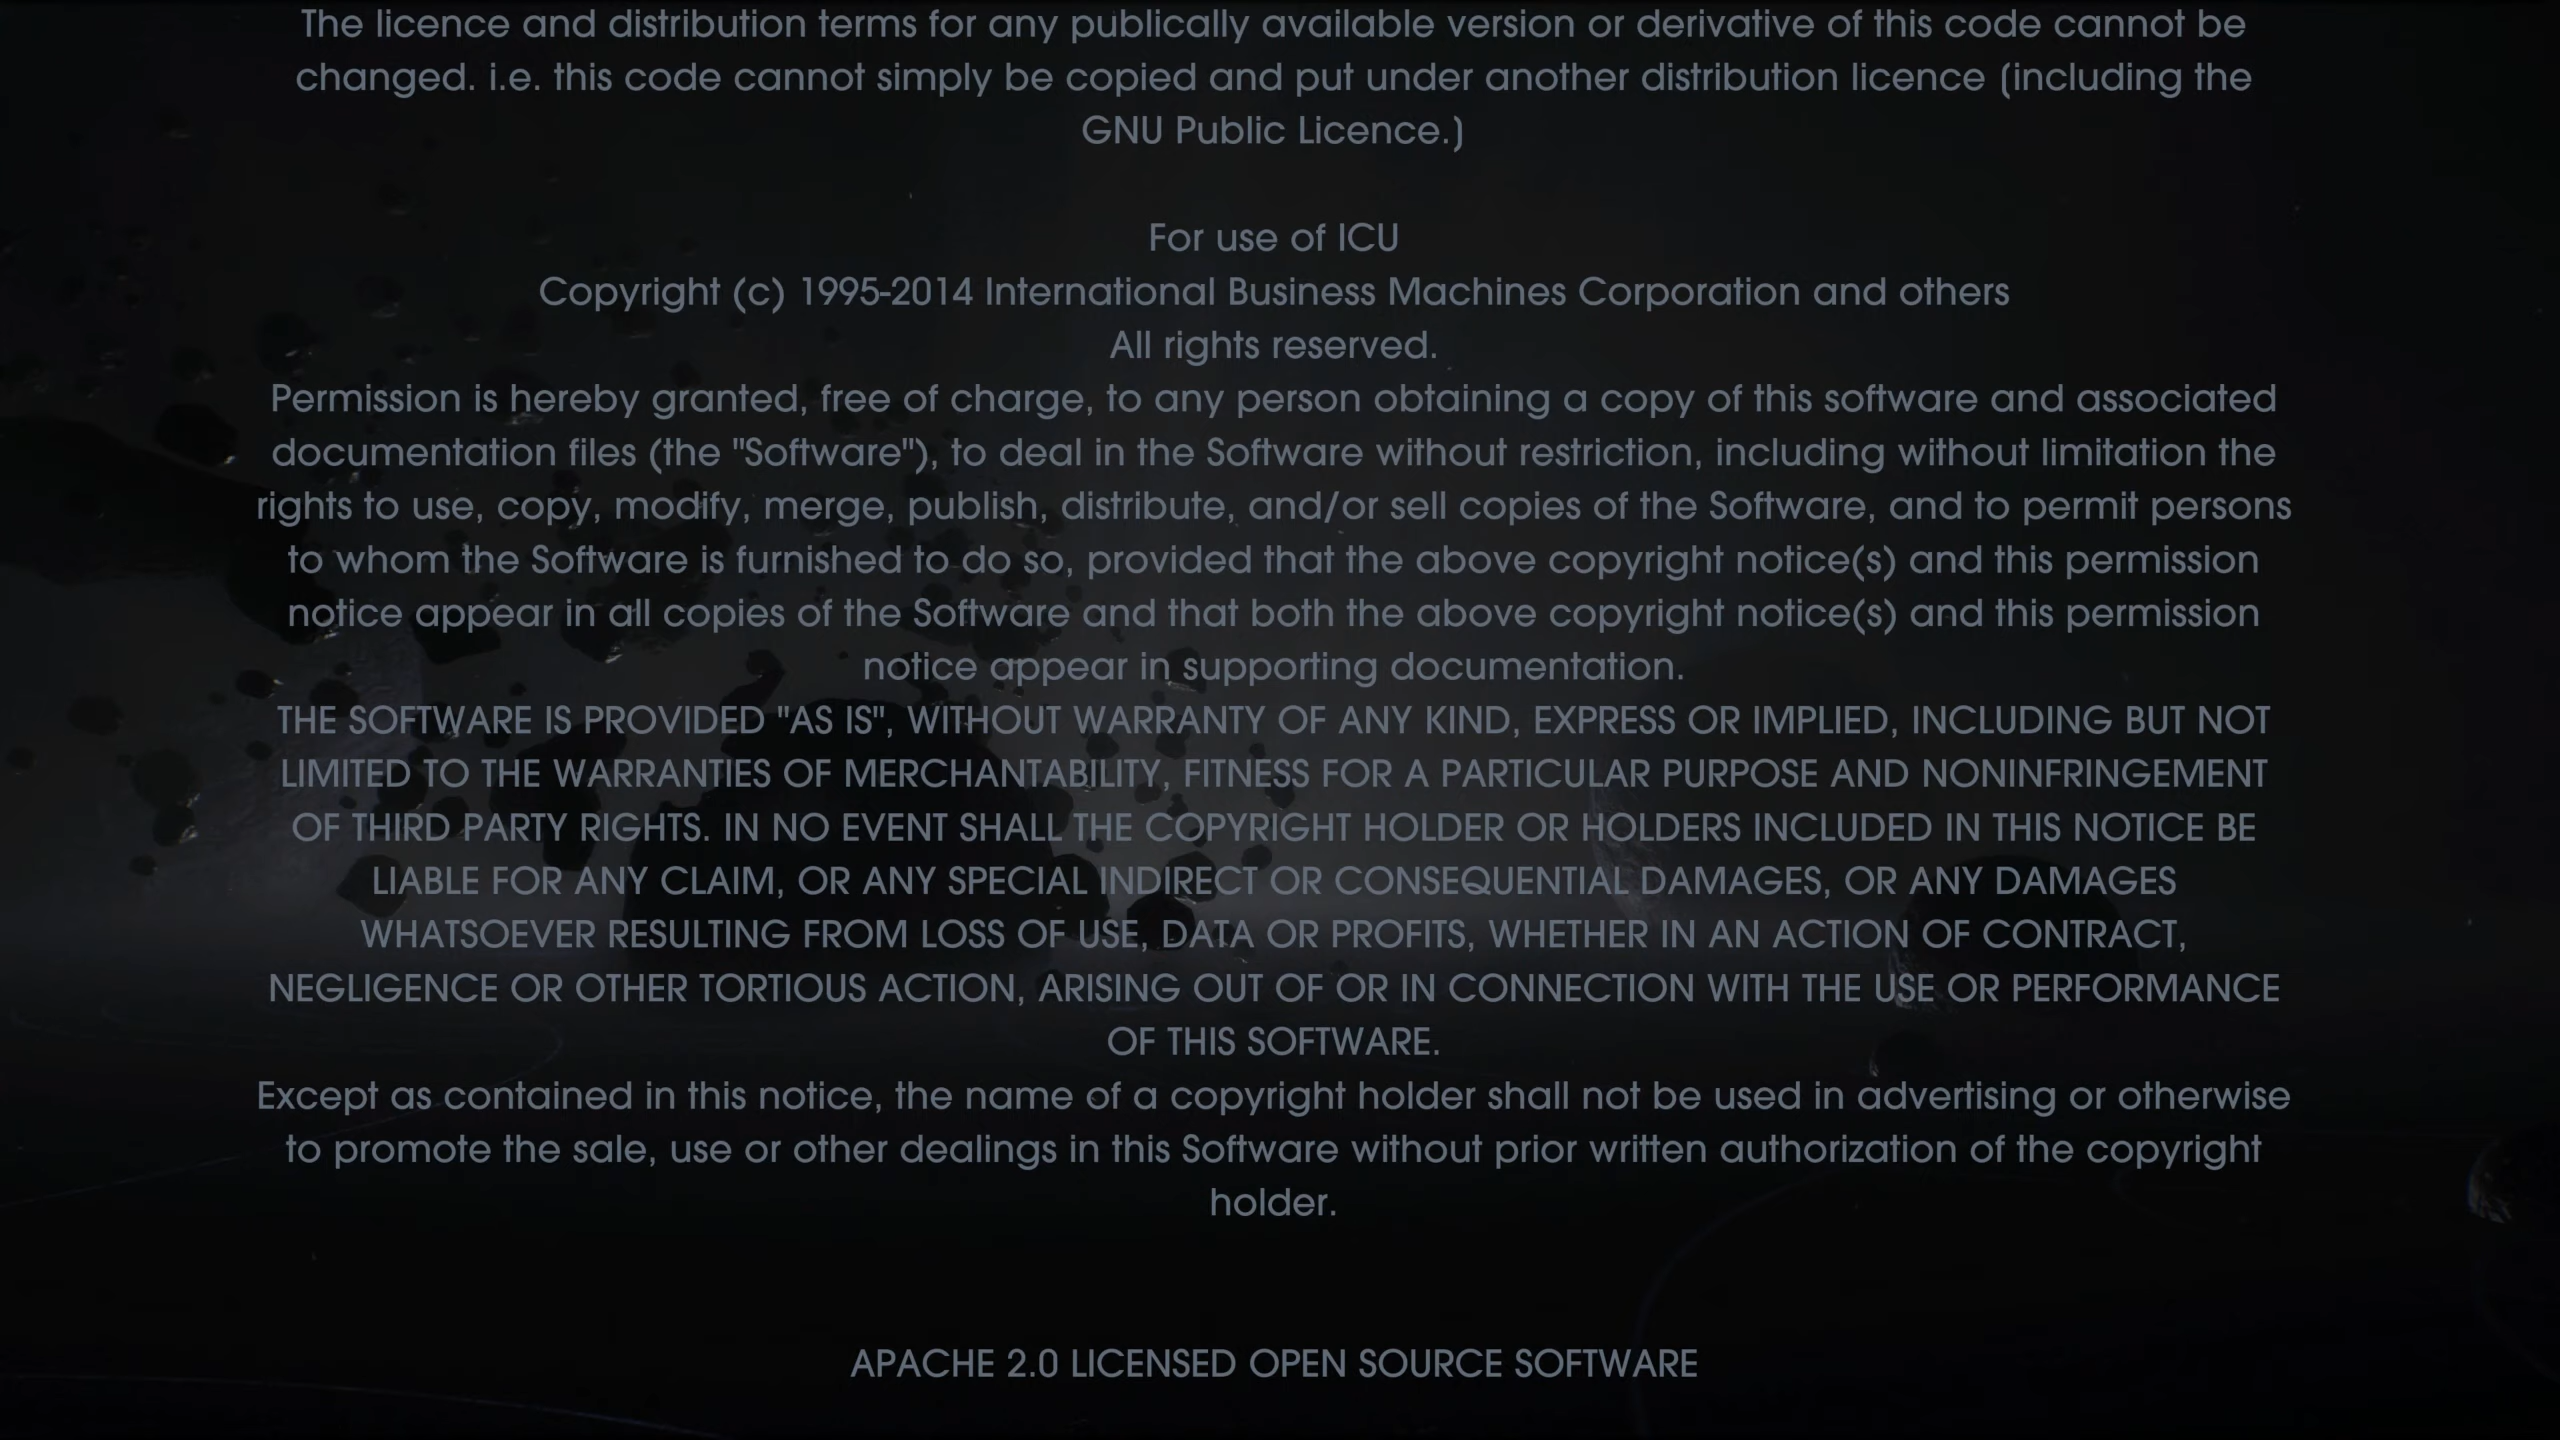 The licence and distribution terms for any publically available version or derivative of this code cannot be
changed. i.e. this code cannot simply be copied and put under another distribution licence (including the
GNU Public Licence.)
For use of ICU
Copyright (c) 1995-2014 International Business Machines Corporation and others
All rights reserved.
Permission is hereby granted, free of charge, to any person obtaining a copy of this software and associated
documentation files (the "Software"), to deal in the Software without restriction, including without limitation the
rights to use, copy, modify, merge, publish, distribute, and/or sell copies of the Software, and to permit persons
to whom the Software is furnished to do so, provided that the above copyright notice(s) and this permission
notice appear in all copies of the Software and that both the above copyright notice(s) and this permission
notice appear in supporting documentation.
THE SOFTWARE IS PROVIDED "AS IS", WITHOUT WARRANTY OF ANY KIND, EXPRESS OR IMPLIED, INCLUDING BUT NOT
LIMITED TO THE WARRANTIES OF MERCHANTABILITY, FITNESS FOR A PARTICULAR PURPOSE AND NONINFRINGEMENT
OF THIRD PARTY RIGHTS. IN NO EVENT SHALL THE COPYRIGHT HOLDER OR HOLDERS INCLUDED IN THIS NOTICE BE
LIABLE FOR ANY CLAIM, OR ANY SPECIAL INDIRECT OR CONSEQUENTIAL DAMAGES, OR ANY DAMAGES
WHATSOEVER RESULTING FROM LOSS OF USE, DATA OR PROFITS, WHETHER IN AN ACTION OF CONTRACT,
NEGLIGENCE OR OTHER TORTIOUS ACTION, ARISING OUT OF OR IN CONNECTION WITH THE USE OR PERFORMANCE
OF THIS SOFTWARE.
Except as contained in this notice, the name of a copyright holder shall not be used in advertising or otherwise
to promote the sale, use or other dealings in this Software without prior written authorization of the copyright
holder.
APACHE 2.0 LICENSED OPEN SOURCE SOFTWARE